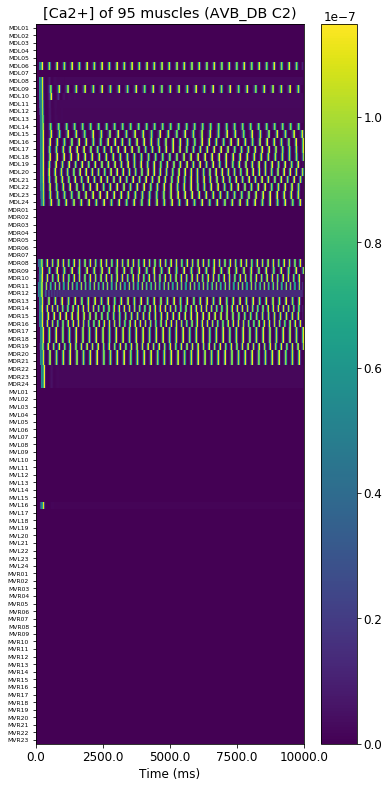 [Ca2+] of 95 muscles (AVB_DB C2)
1e−7
MDL01
MDL02
MDL03
MDL04
MDL05
MDL06
MDL07
MDL08
MDL09
MDL10
MDL11
MDL12
MDL13
MDL14
MDL15
MDL16
MDL17
MDL18
MDL19
MDL20
MDL21
MDL22
MDL23
MDL24
MDR01
MDR02
MDR03
MDR04
MDR05
MDR06
MDR07
MDR08
MDR09
MDR10
MDR11
MDR12
MDR13
MDR14
MDR15
MDR16
MDR17
MDR18
MDR19
MDR20
MDR21
MDR22
MDR23
MDR24
MVL01
MVL02
MVL03
MVL04
MVL05
MVL06
MVL07
MVL08
MVL09
MVL10
MVL11
MVL12
MVL13
MVL14
MVL15
MVL16
MVL17
MVL18
MVL19
MVL20
MVL21
MVL22
MVL23
MVL24
MVR01
MVR02
MVR03
MVR04
MVR05
MVR06
MVR07
MVR08
MVR09
MVR10
MVR11
MVR12
MVR13
MVR14
MVR15
MVR16
MVR17
MVR18
MVR19
MVR20
MVR21
MVR22
MVR23
0.0 2500.0 5000.0 7500.0 10000.0
Time (ms)
1.0
0.8
0.6
0.4
0.2
0.0